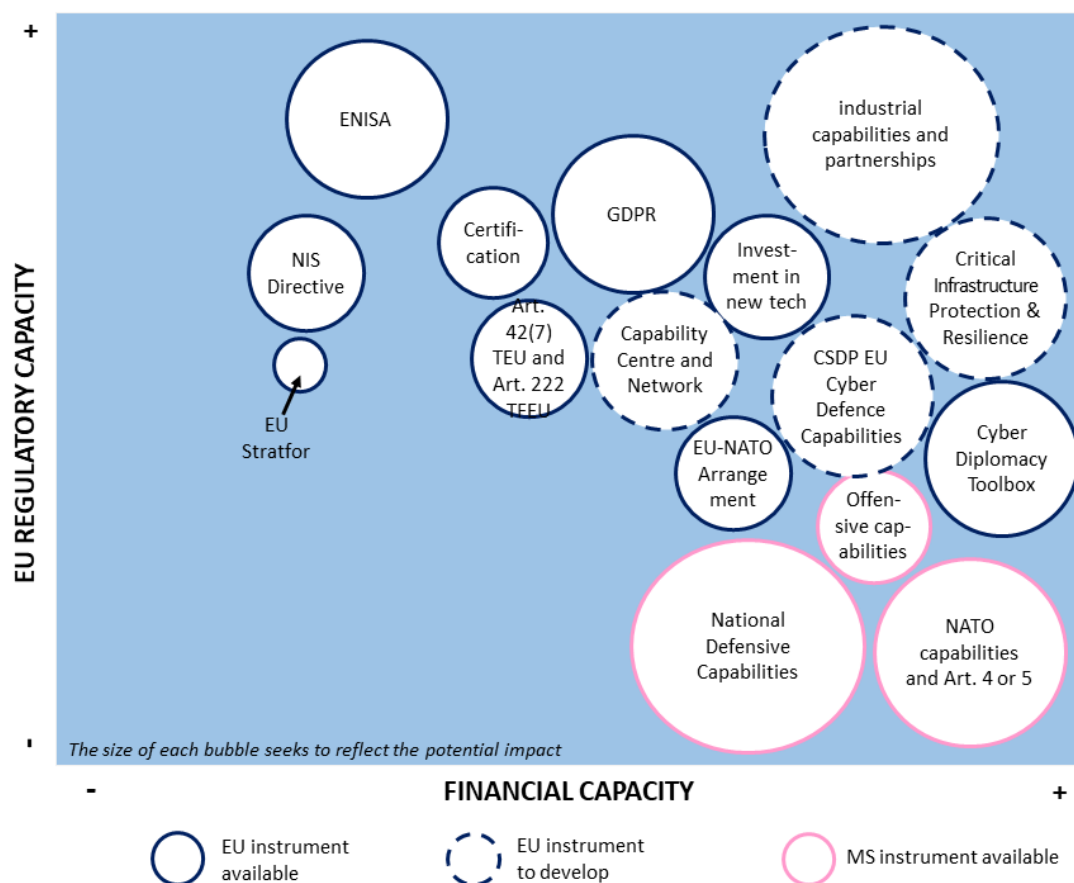 +
ENISA
industrial
capabilities and
partnerships
GDPR
Certifi-
cation
NIS
Directive
Invest-
ment in
new tech
Critical
Infrastructure
Protection &
Resilience
Art.
42(7)
TEU and
Art. 222
TFEU
Capability
Centre and
Network
CSDP EU
Cyber
Defence
Capabilities
EU
Stratfor
EU-NATO
Arrange
ment
Cyber
Diplomacy
Toolbox
Offen-
sive cap-
abilities
National
Defensive
Capabilities
NATO
capabilities
and Art. 4 or 5
EU REGULATORY CAPACITY
-
The size of each bubble seeks to reflect the potential impact
-
FINANCIAL CAPACITY
+
EU instrument
available
EU instrument
to develop
MS instrument available